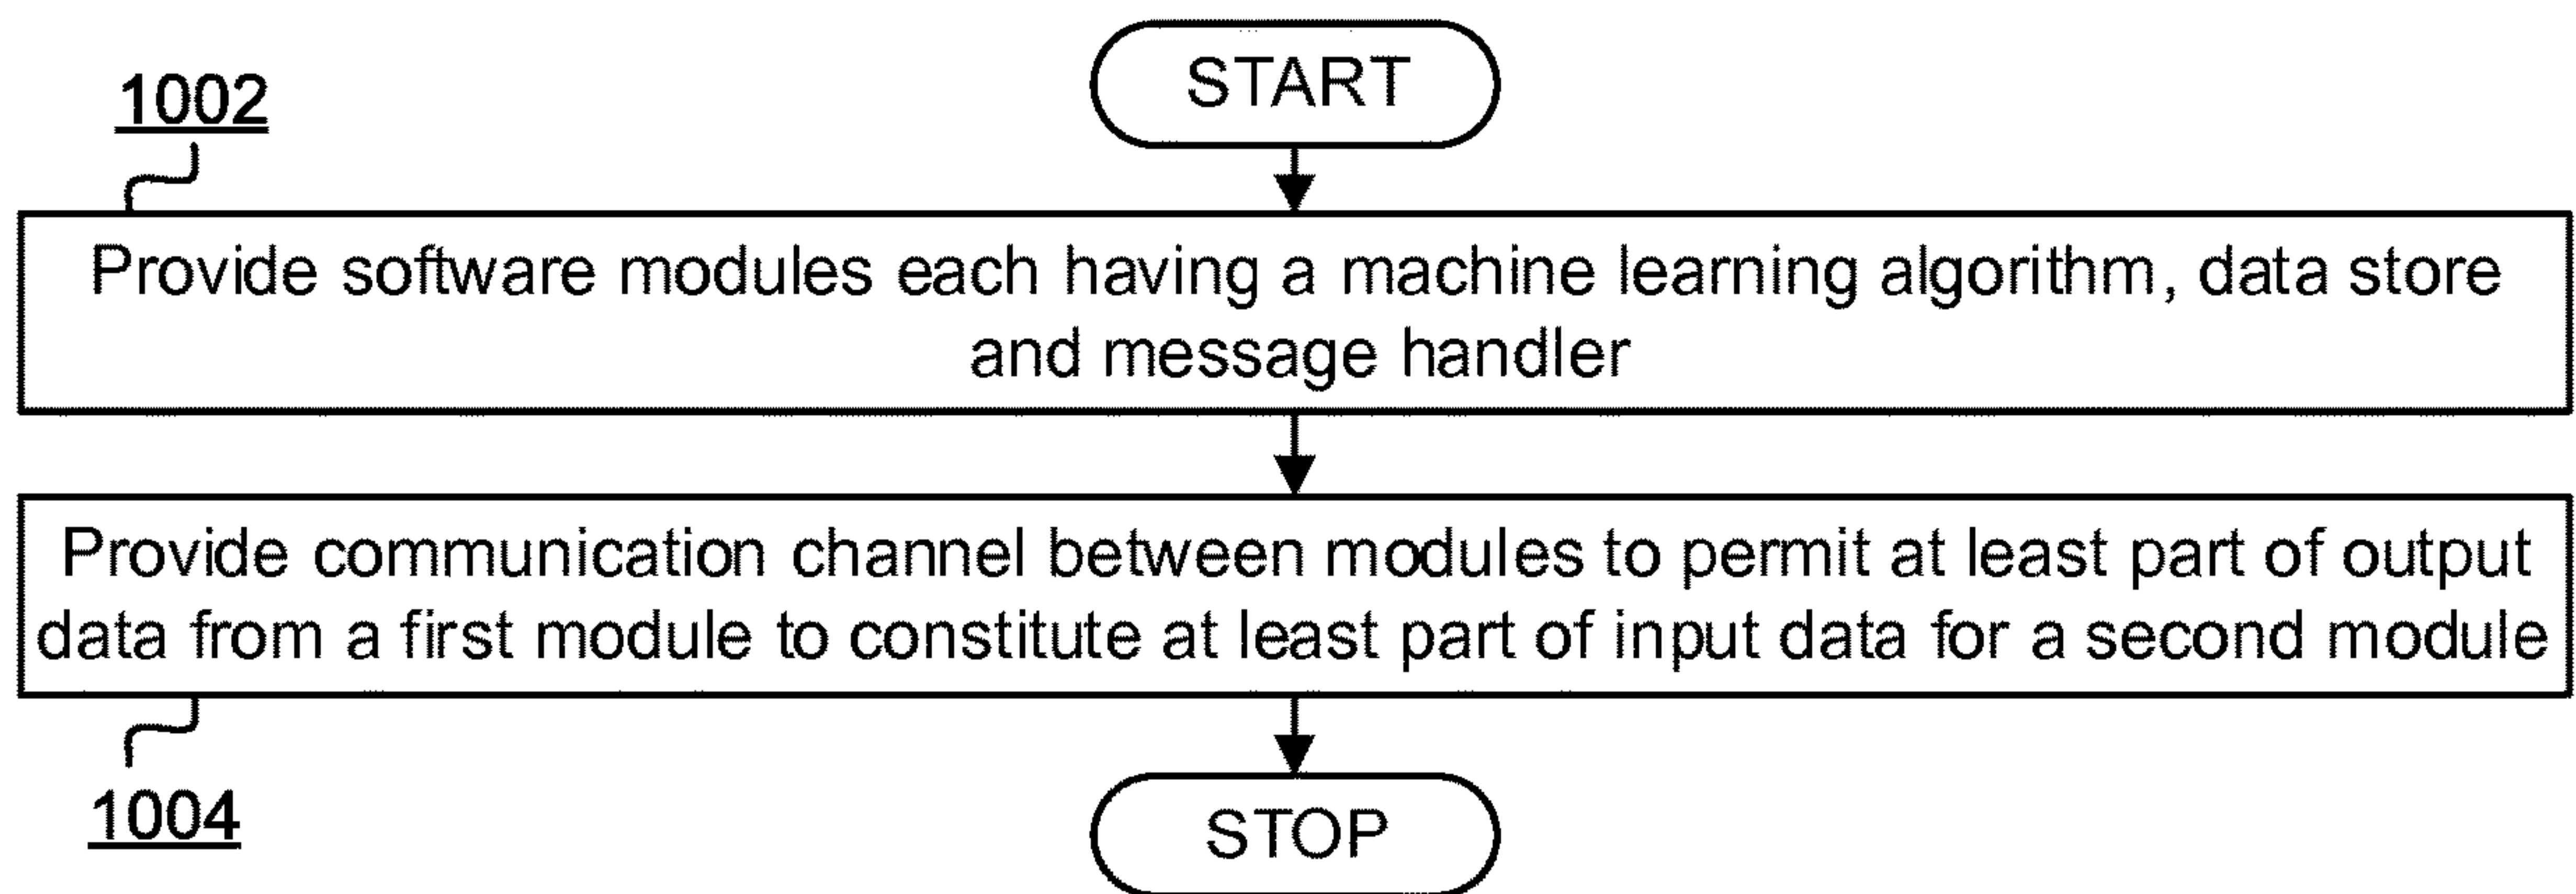 START
1002
Provide software modules each having a machine learning algorithm, data store
and message handler
Provide communication channel between modules to permit at least part of output
data from a first module to constitute at least part of input data for a second module
1004
STOP